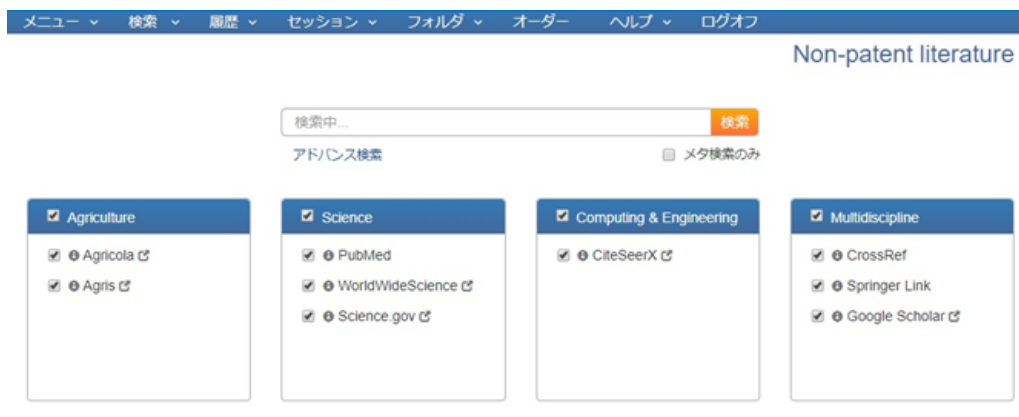 メニュー 検索 履歴 セッション フォルダ オーダー ヘルプ ログオフ
Non-patent literature
検索中... 検索
アドバンス検索 メタ検索のみ
Agriculture
Agricola
Agris
Science
PubMed
WorldWideScience
Science.gov
Computing & Engineering
CiteSeerX
Multidiscipline
CrossRef
Springer Link
Google Scholar